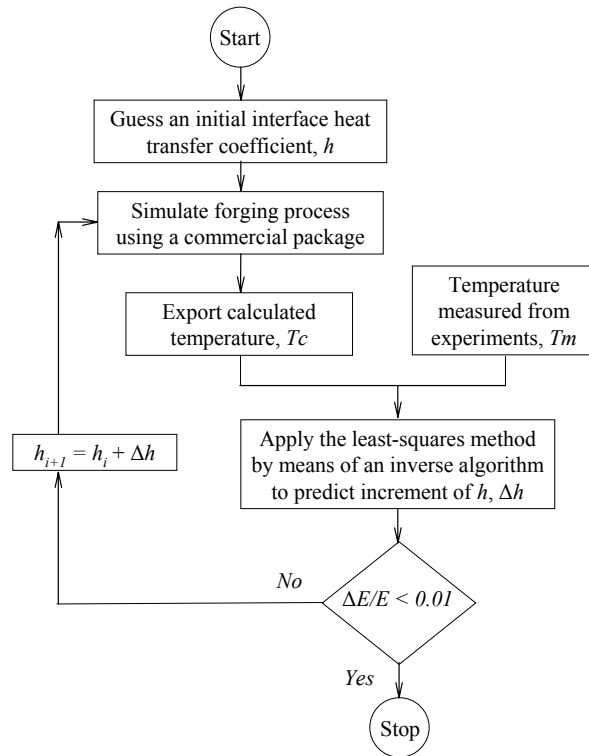 Start
Guess an initial interface heat
transfer coefficient, h
Simulate forging process
using a commercial package
Export calculated
temperature, Tc
Temperature
measured from
experiments, Tm
Apply the least-squares method
by means of an inverse algorithm
to predict increment of h, Δh
h_{i+1} = h_i + Δh
No
ΔE/E < 0.01
Yes
Stop